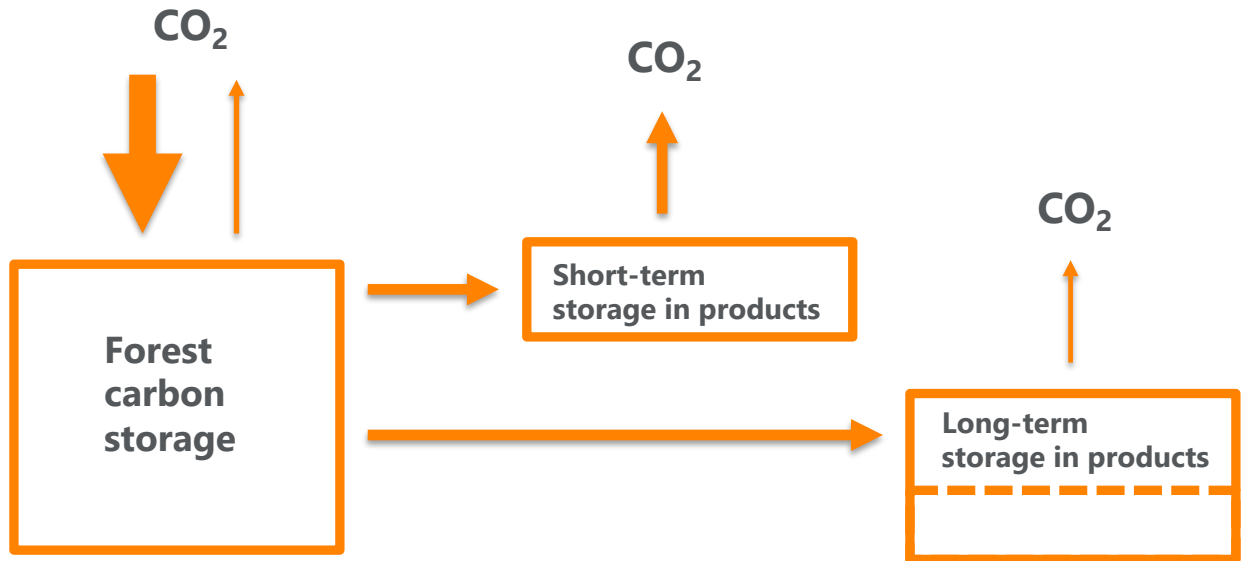 CO₂
CO₂
CO₂
Short-term
storage in products
Forest
carbon
storage
Long-term
storage in products